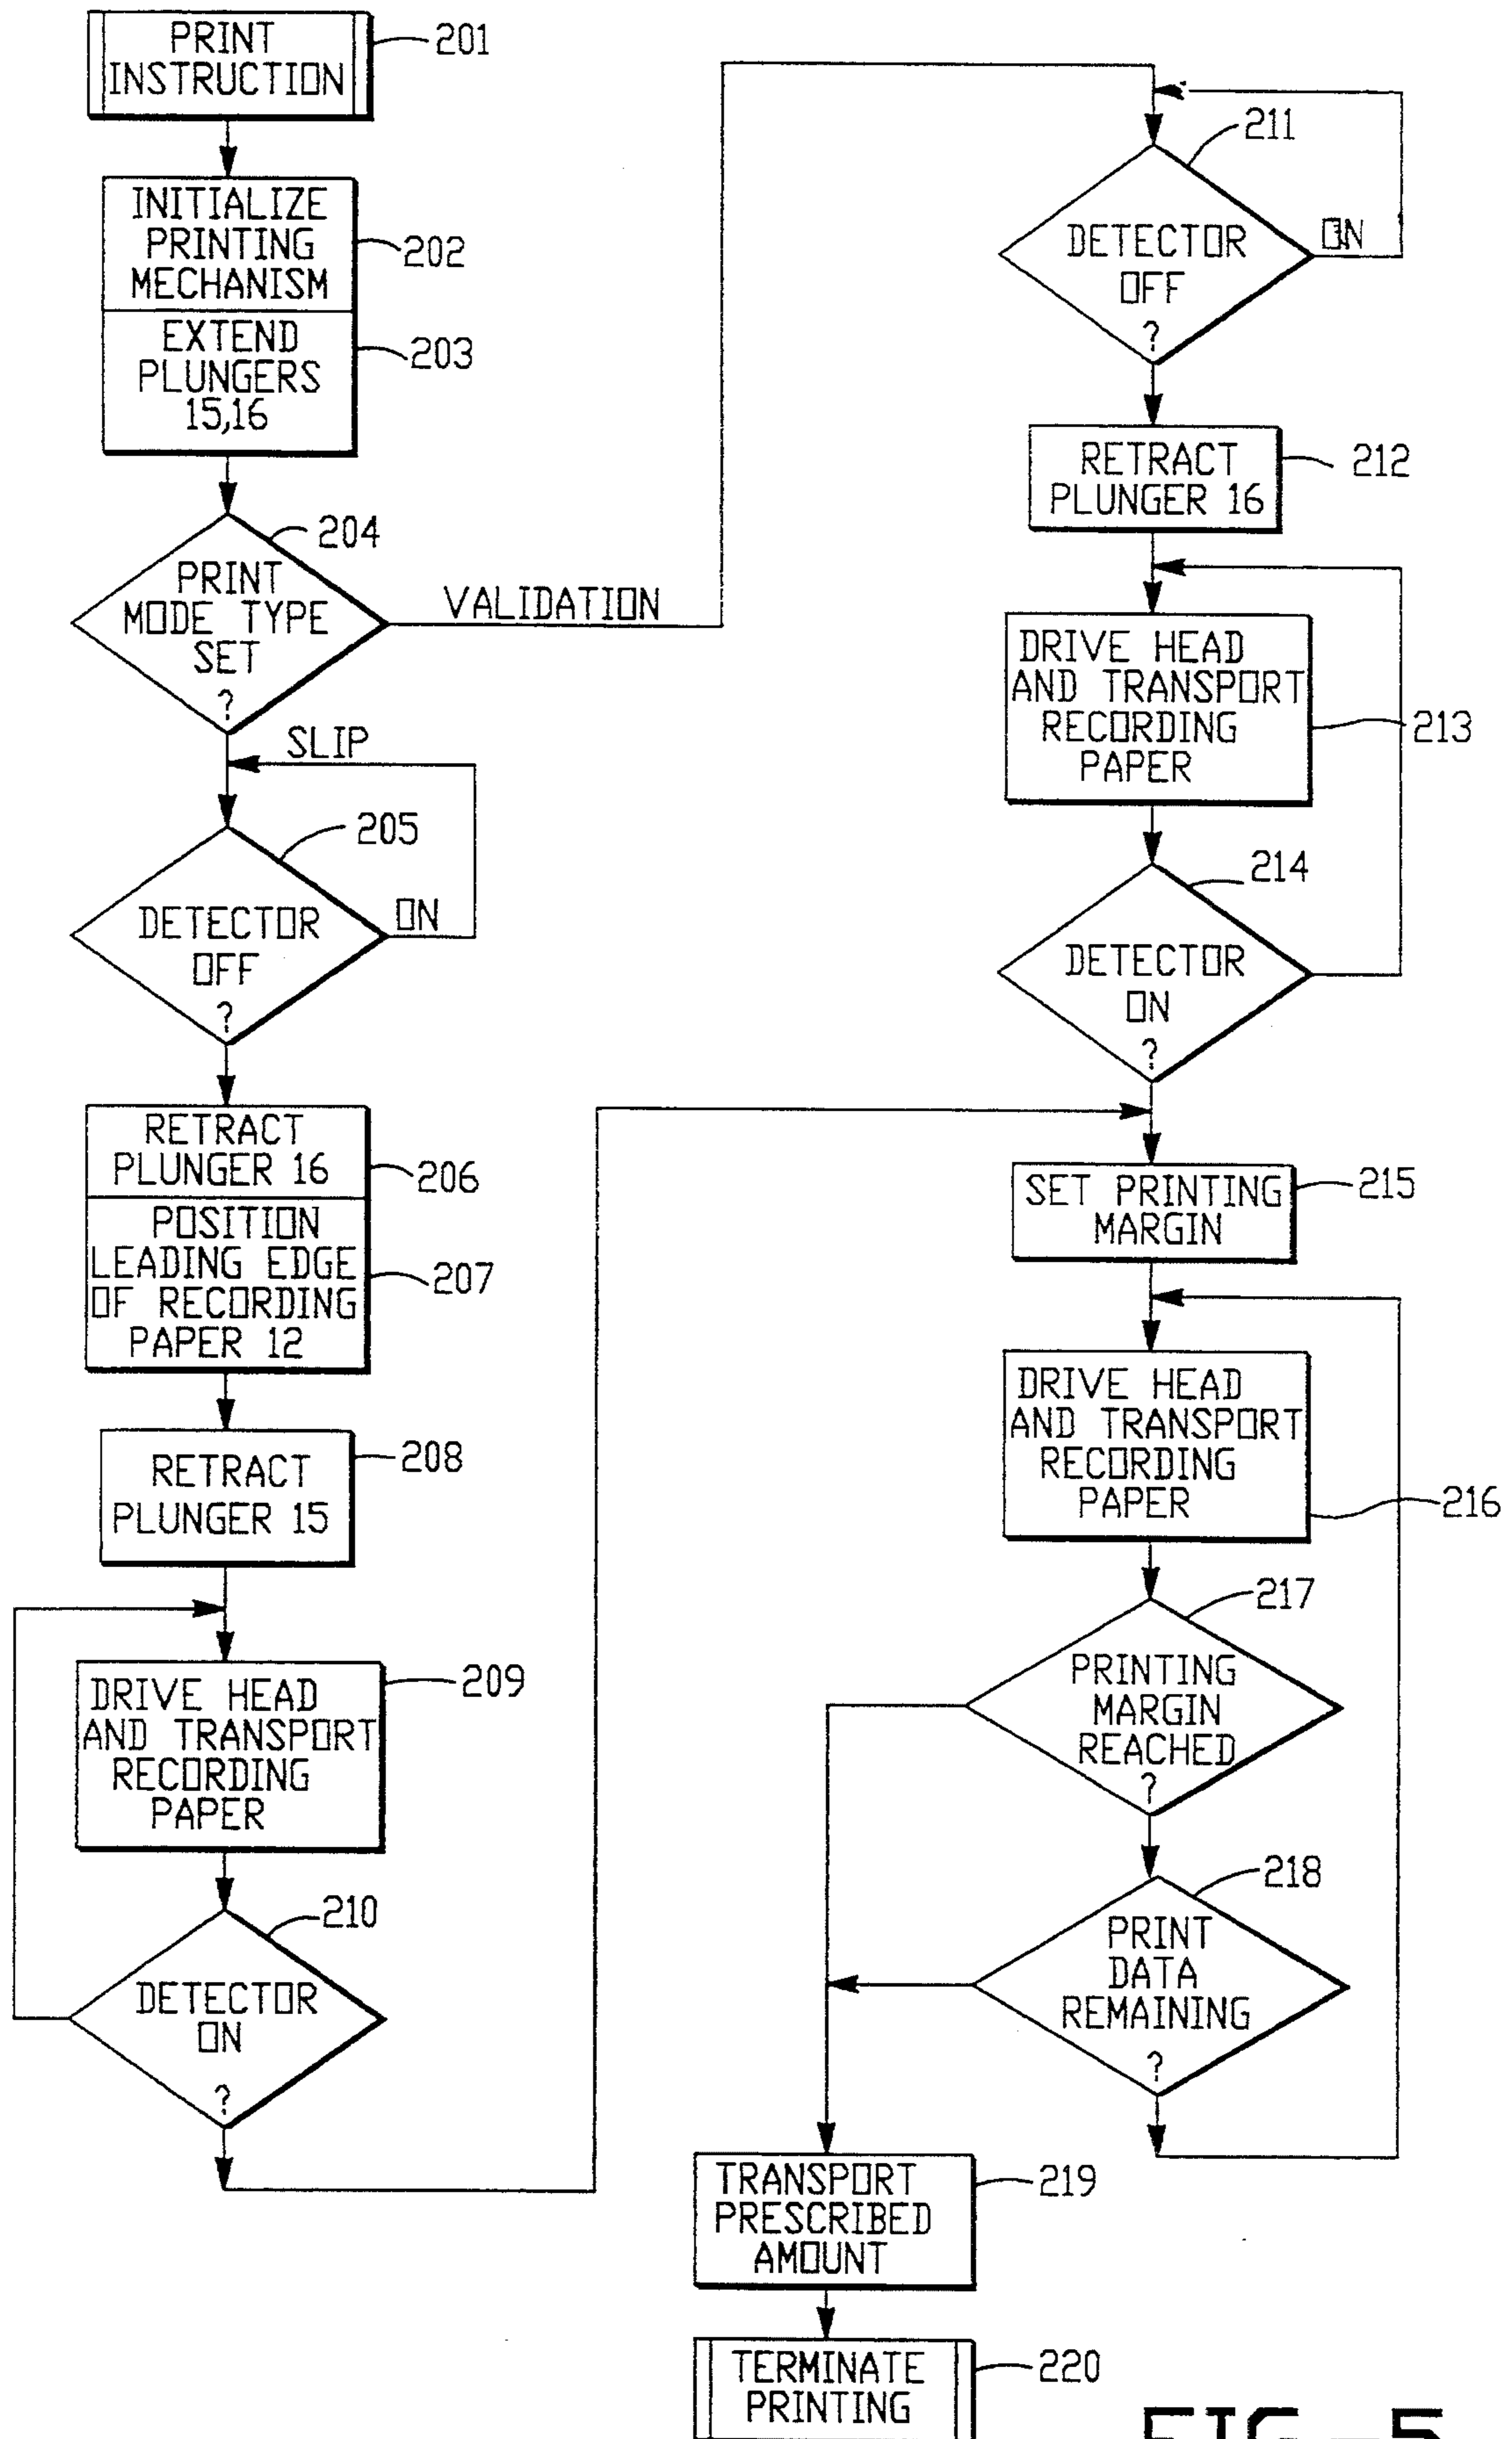 PRINT
INSTRUCTION
201
INITIALIZE
PRINTING
MECHANISM
202
EXTEND
PLUNGERS
15,16
203
204
PRINT
MODE TYPE
SET
?
VALIDATION
SLIP
205
DETECTOR
OFF
?
ON
RETRACT
PLUNGER 16
206
POSITION
LEADING EDGE
OF RECORDING
PAPER 12
207
RETRACT
PLUNGER 15
208
DRIVE HEAD
AND TRANSPORT
RECORDING
PAPER
209
210
DETECTOR
ON
?
211
DETECTOR
OFF
?
ON
RETRACT
PLUNGER 16
212
DRIVE HEAD
AND TRANSPORT
RECORDING
PAPER
213
214
DETECTOR
ON
?
SET PRINTING
MARGIN
215
DRIVE HEAD
AND TRANSPORT
RECORDING
PAPER
216
217
PRINTING
MARGIN
REACHED
?
218
PRINT
DATA
REMAINING
?
TRANSPORT
PRESCRIBED
AMOUNT
219
TERMINATE
PRINTING
220
FIG-5